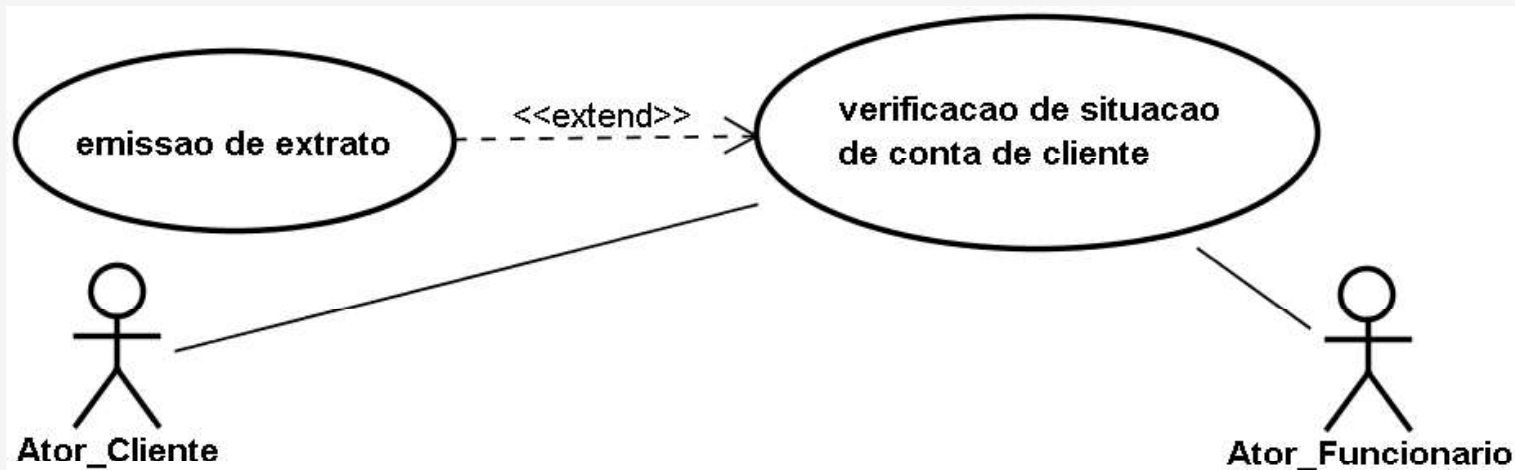 emissao de extrato
<<extend>>
verificacao de situacao
de conta de cliente
Ator_Cliente
Ator_Funcionario